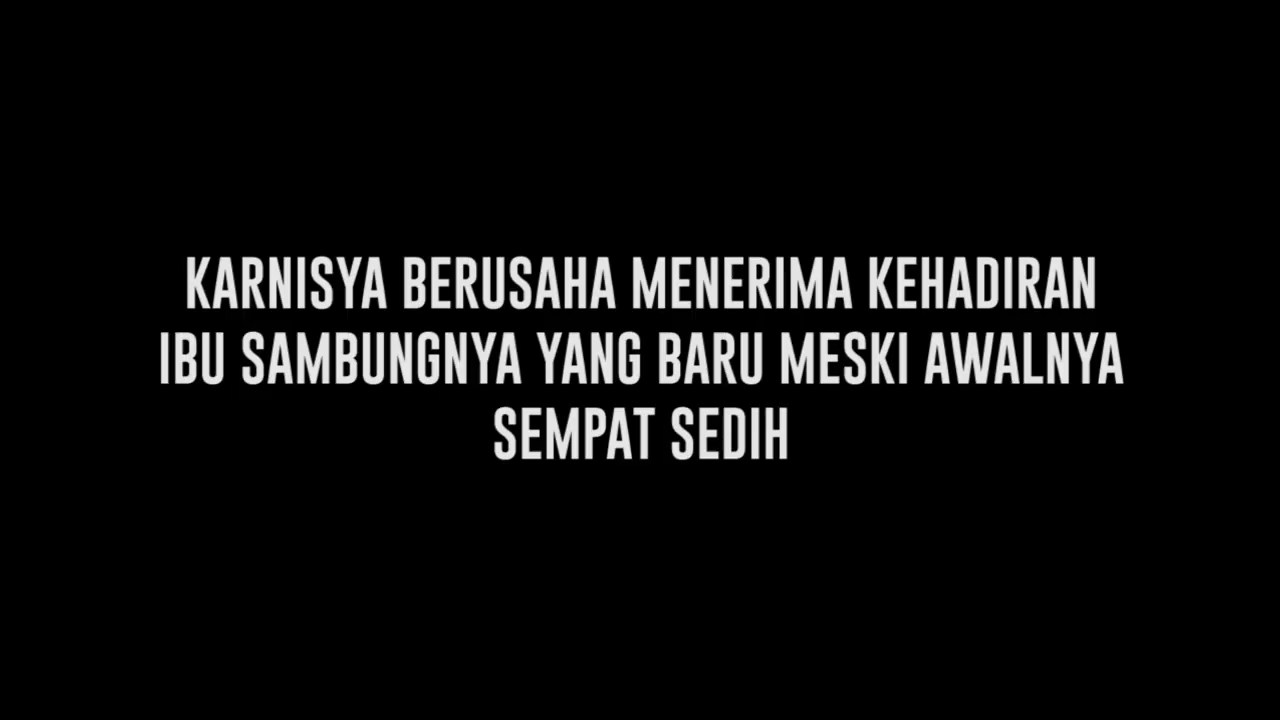 KARNISYA BERUSAHA MENERIMA KEHADIRAN
IBU SAMBUNGNYA YANG BARU MESKI AWALNYA
SEMPAT SEDIH